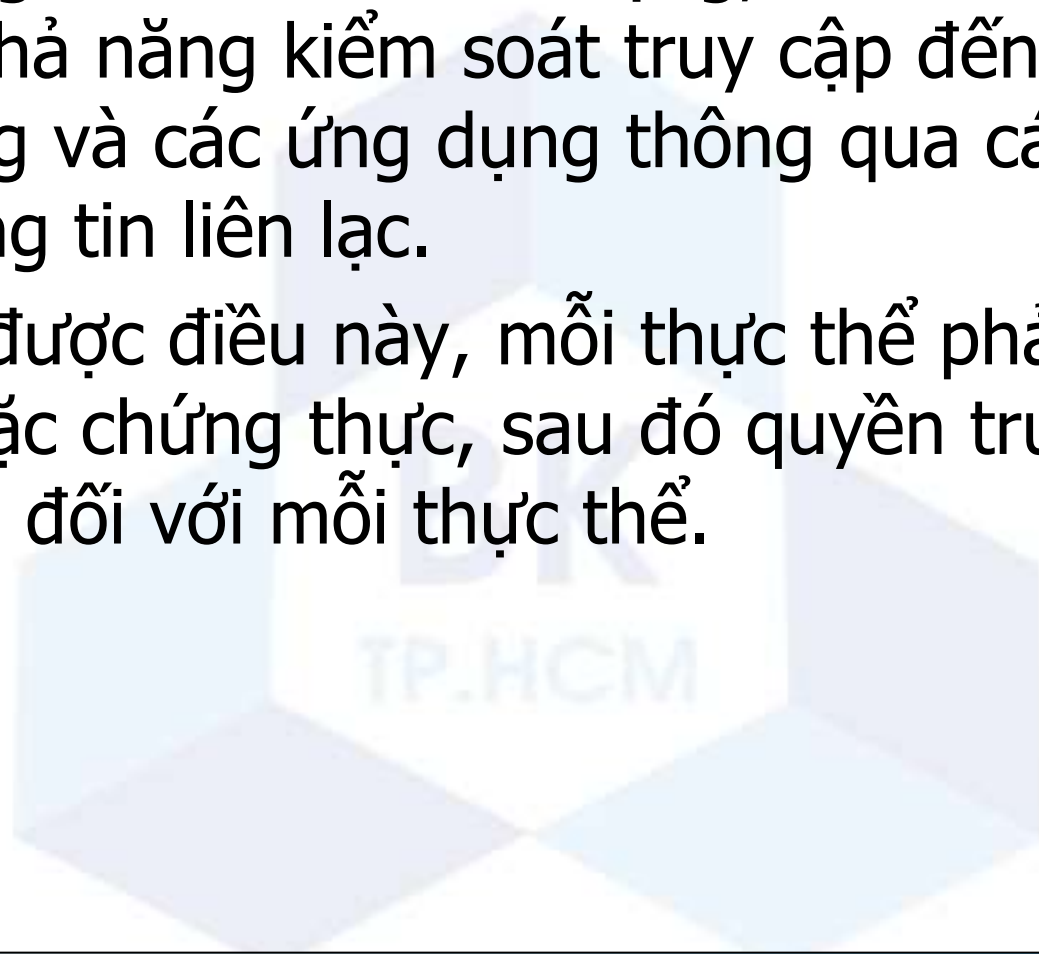 hả năng kiểm soát truy cập đến
g và các ứng dụng thông qua cá
ng tin liên lạc.
được điều này, mỗi thực thể phả
ặc chứng thực, sau đó quyền tru
đối với mỗi thực thể.
BK
TP.HCM